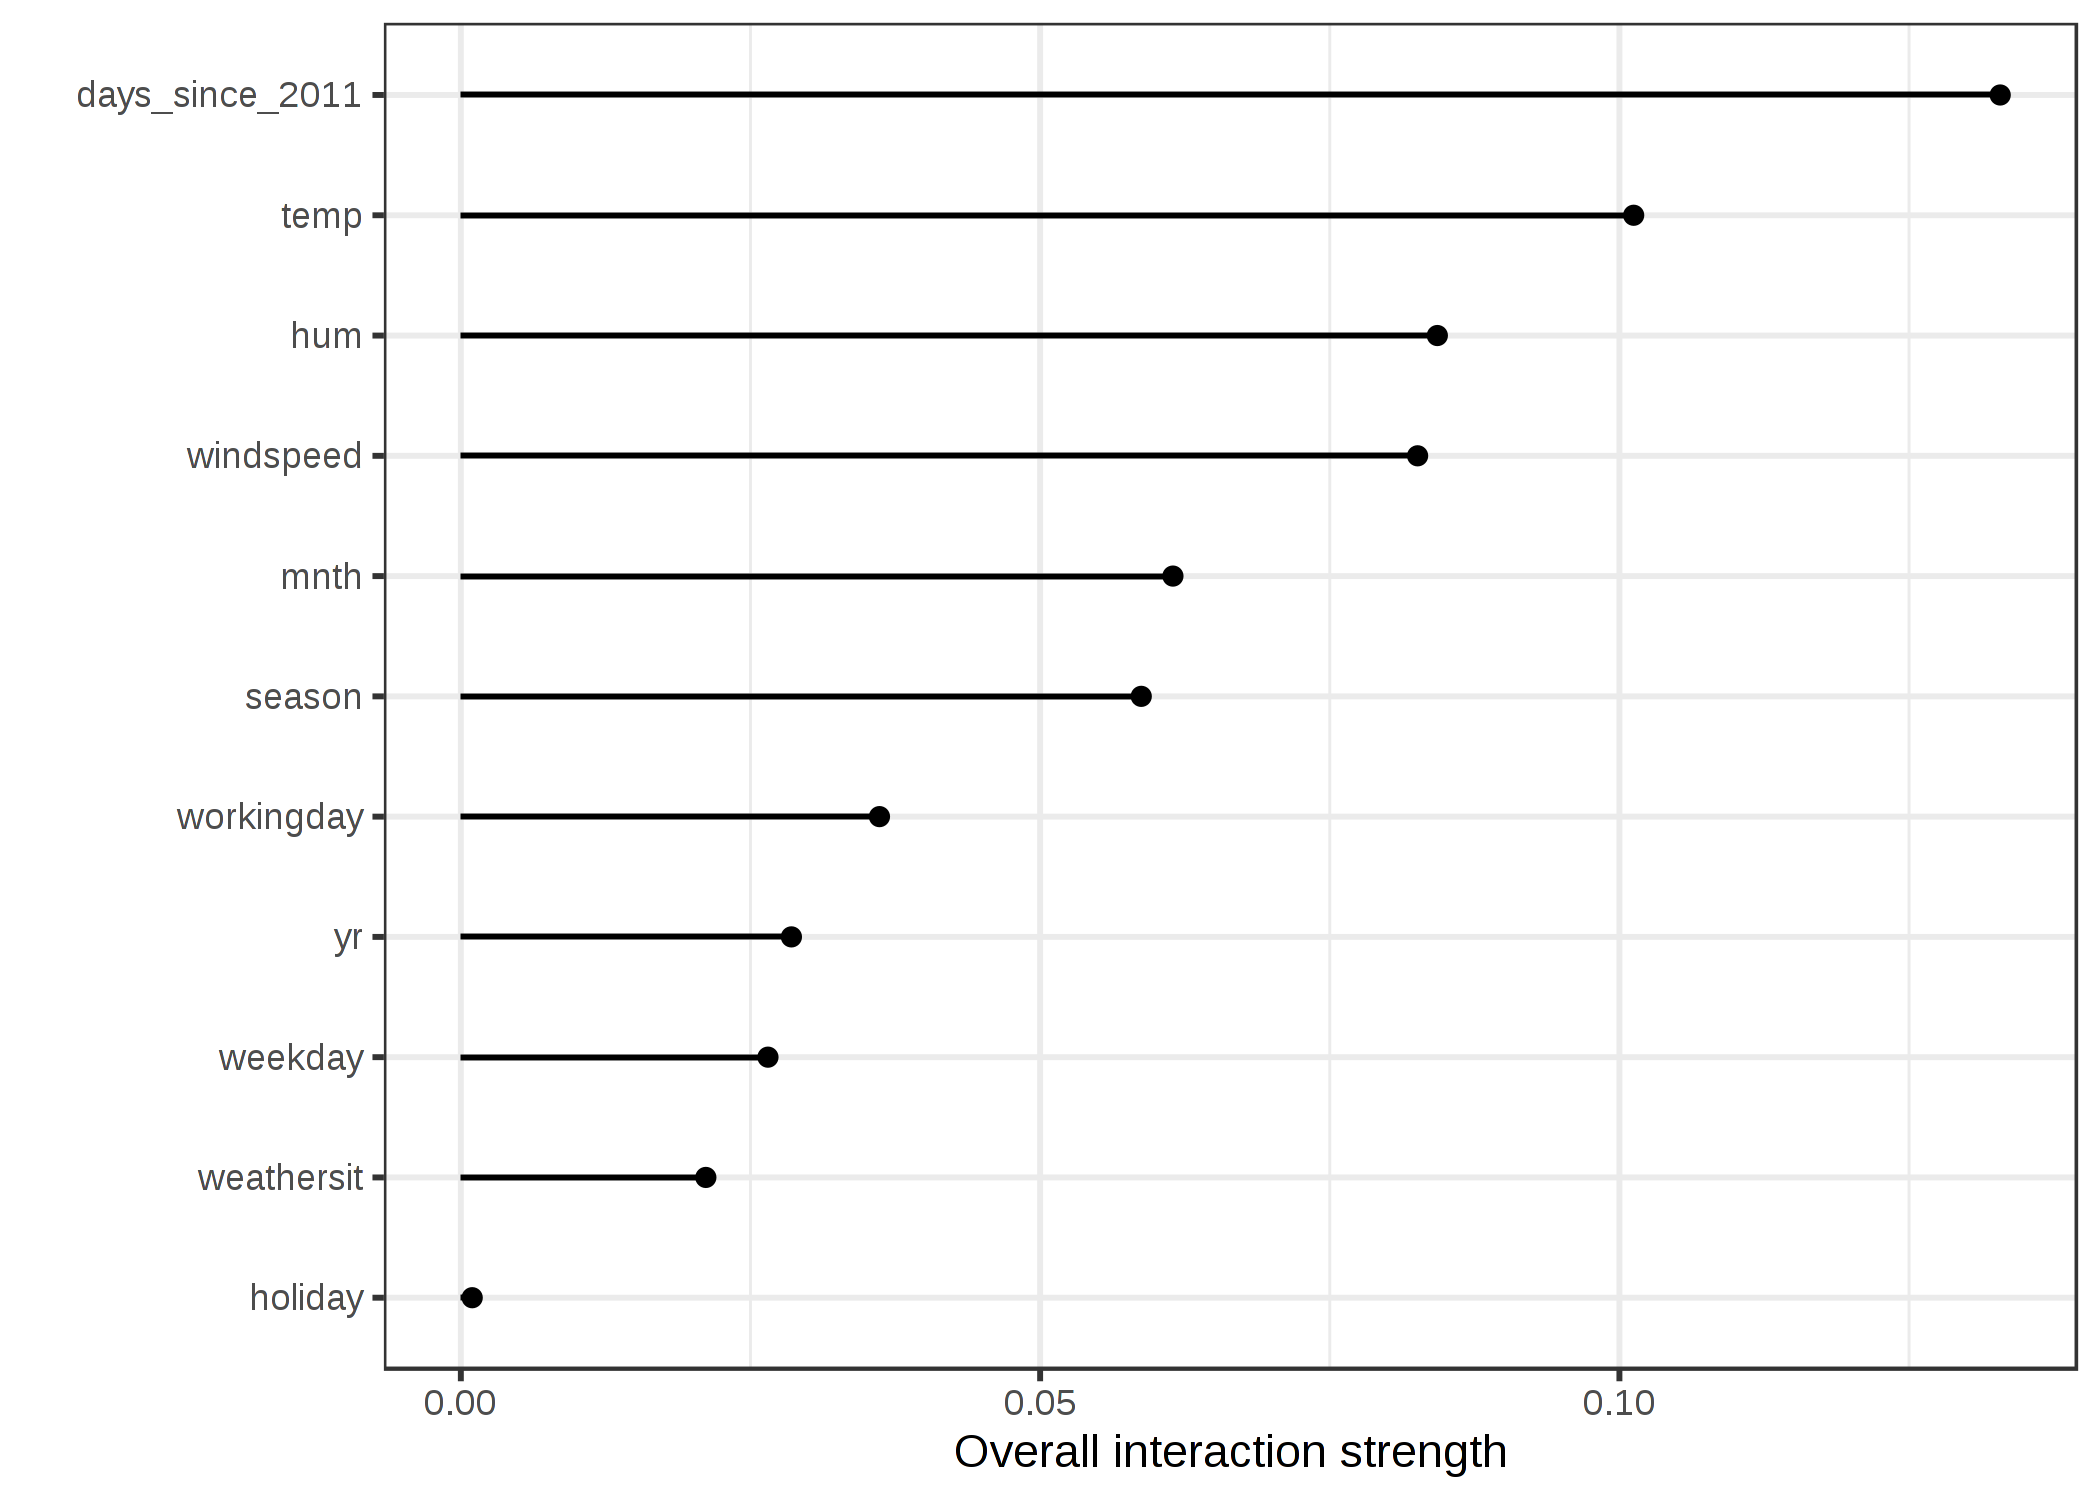 days_since_2011
temp
hum
windspeed
mnth
season
workingday
yr
weekday
weathersit
holiday
0.00 0.05 0.10
Overall interaction strength